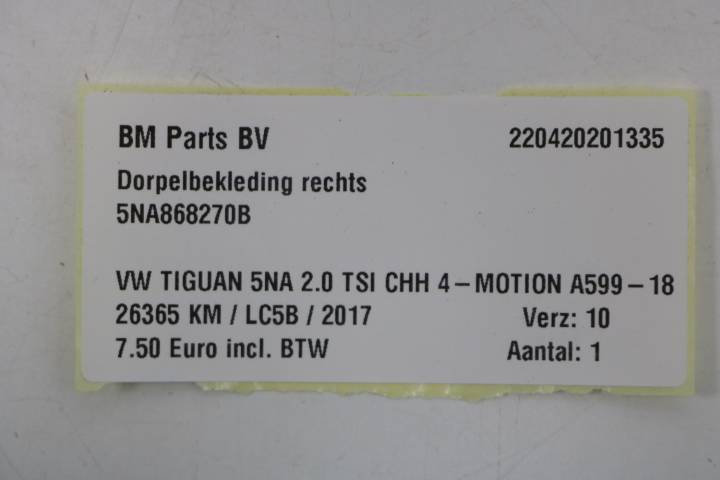 BM Parts BV 220420201335
Dorpelbekleding rechts
5NA868270B
VW TIGUAN 5NA 2.0 TSI CHH 4-MOTION A599-18
26365 KM / LC5B / 2017 Verz: 10
7.50 Euro incl. BTW Aantal: 1